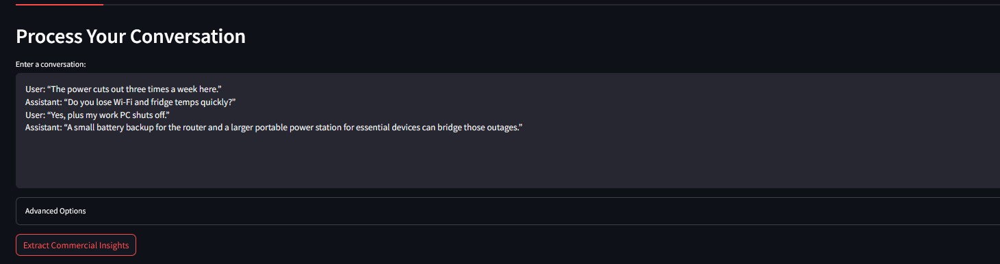 Process Your Conversation
Enter a conversation:
User: “The power cuts out three times a week here.”
Assistant: “Do you lose Wi-Fi and fridge temps quickly?”
User: “Yes, plus my work PC shuts off.”
Assistant: “A small battery backup for the router and a larger portable power station for essential devices can bridge those outages.”
Advanced Options
Extract Commercial Insights